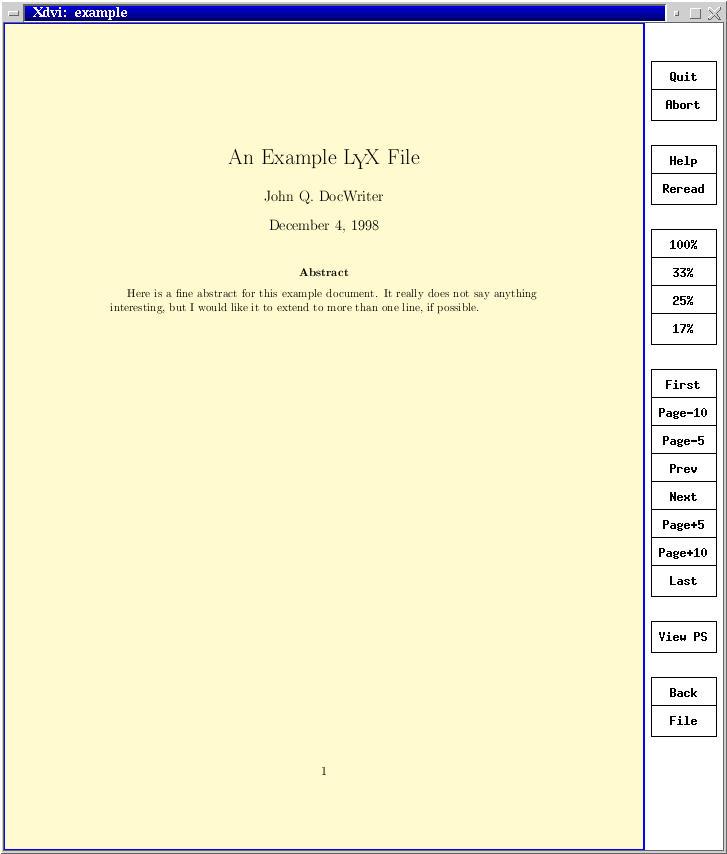 Xdvi: example
An Example LYX File
John Q. DocWriter
December 4, 1998
Abstract
Here is a fine abstract for this example document. It really does not say anything
interesting, but I would like it to extend to more than one line, if possible.
1
Quit
Abort
Help
Reread
100%
33%
25%
17%
First
Page-10
Page-5
Prev
Next
Page+5
Page+10
Last
View PS
Back
File